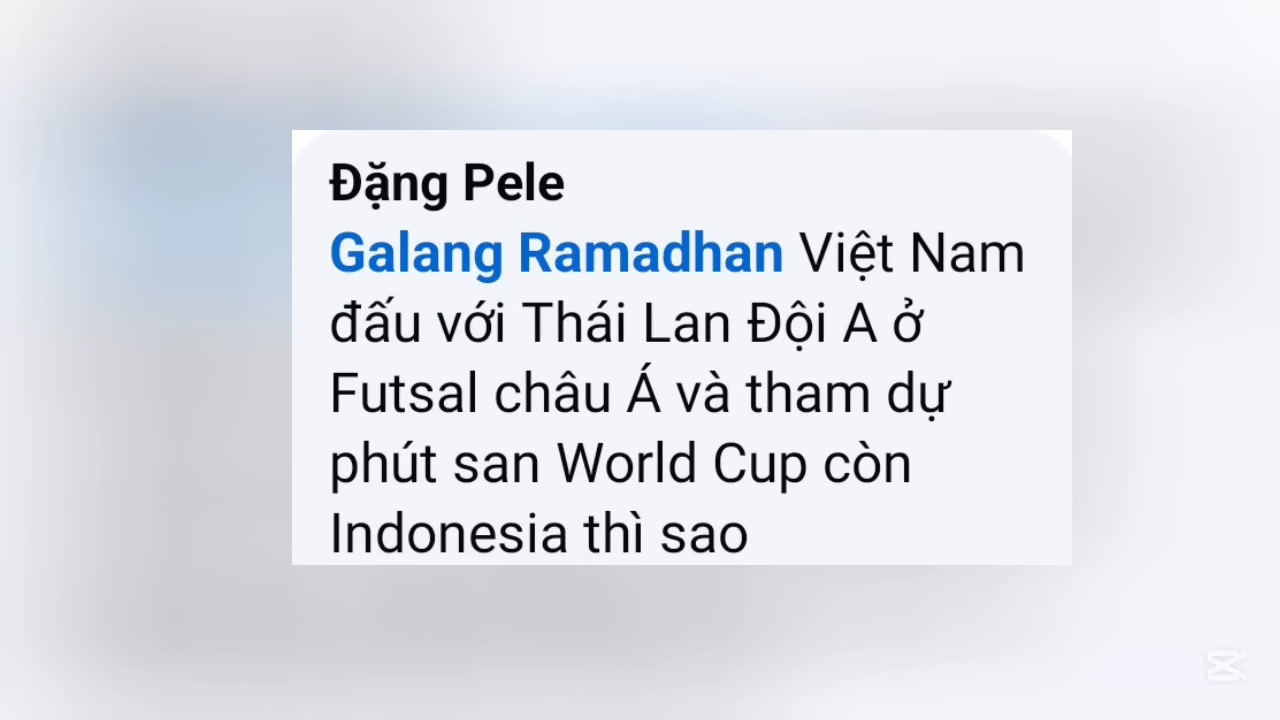 Đặng Pele
Galang Ramadhan Việt Nam
đấu với Thái Lan Đội A ở
Futsal châu Á và tham dự
phút san World Cup còn
Indonesia thì sao